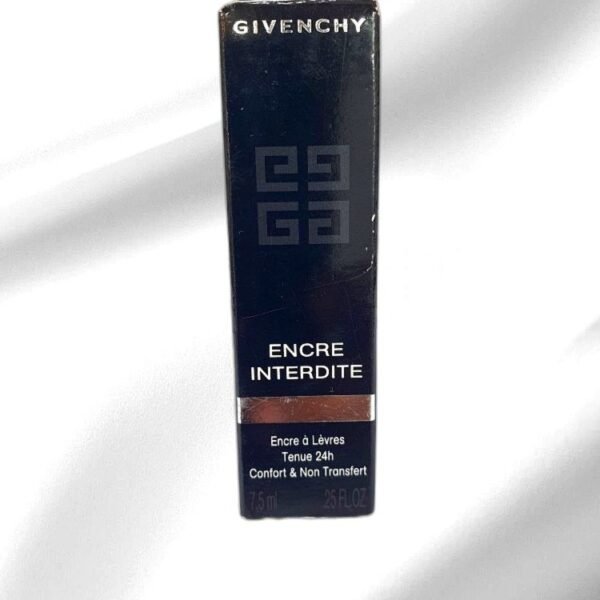 GIVENCHY
ENCRE
INTERDITE
Encre à Lèvres
Tenue 24h
Confort & Non Transfert
7,5 ml 25 FL.OZ